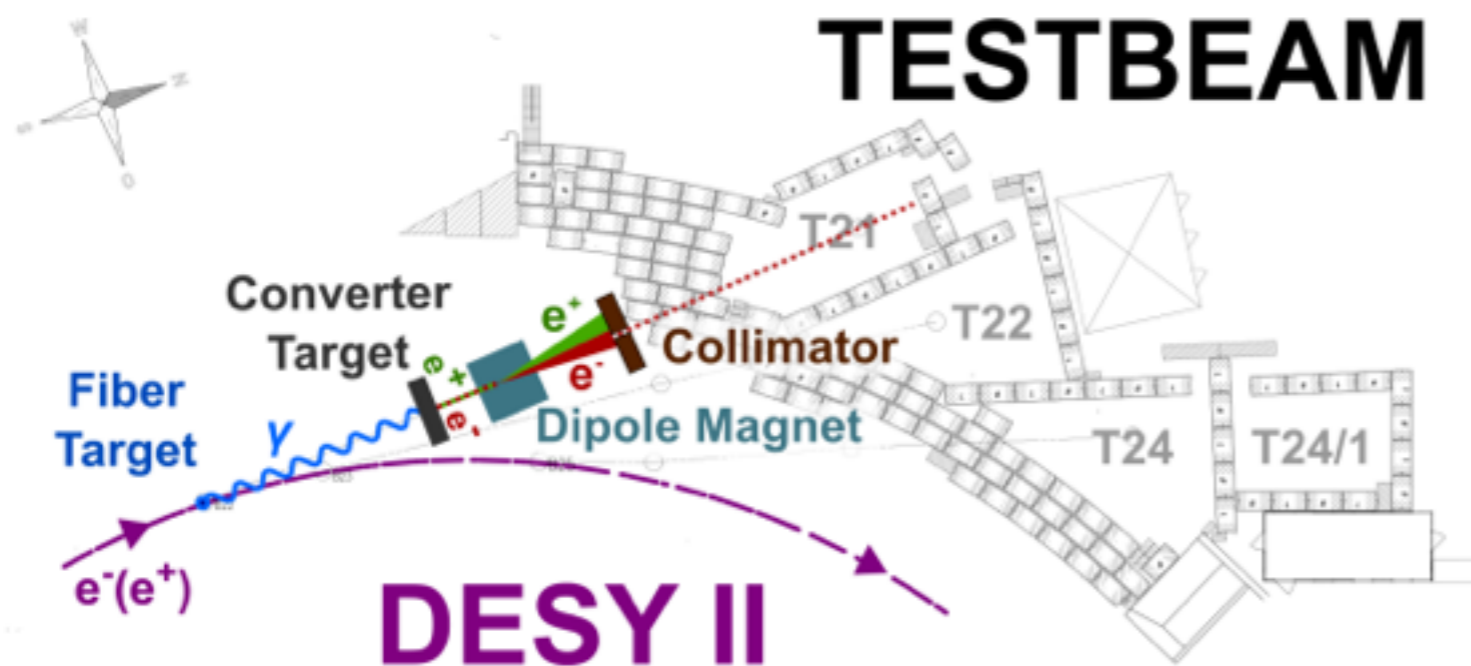 TESTBEAM
W
N
S
O
T21
Converter
Target
e⁺
T22
Collimator
e⁺
e⁻
e⁻
Fiber
Target
γ
Dipole Magnet
T24
T24/1
e⁻(e⁺)
DESY II